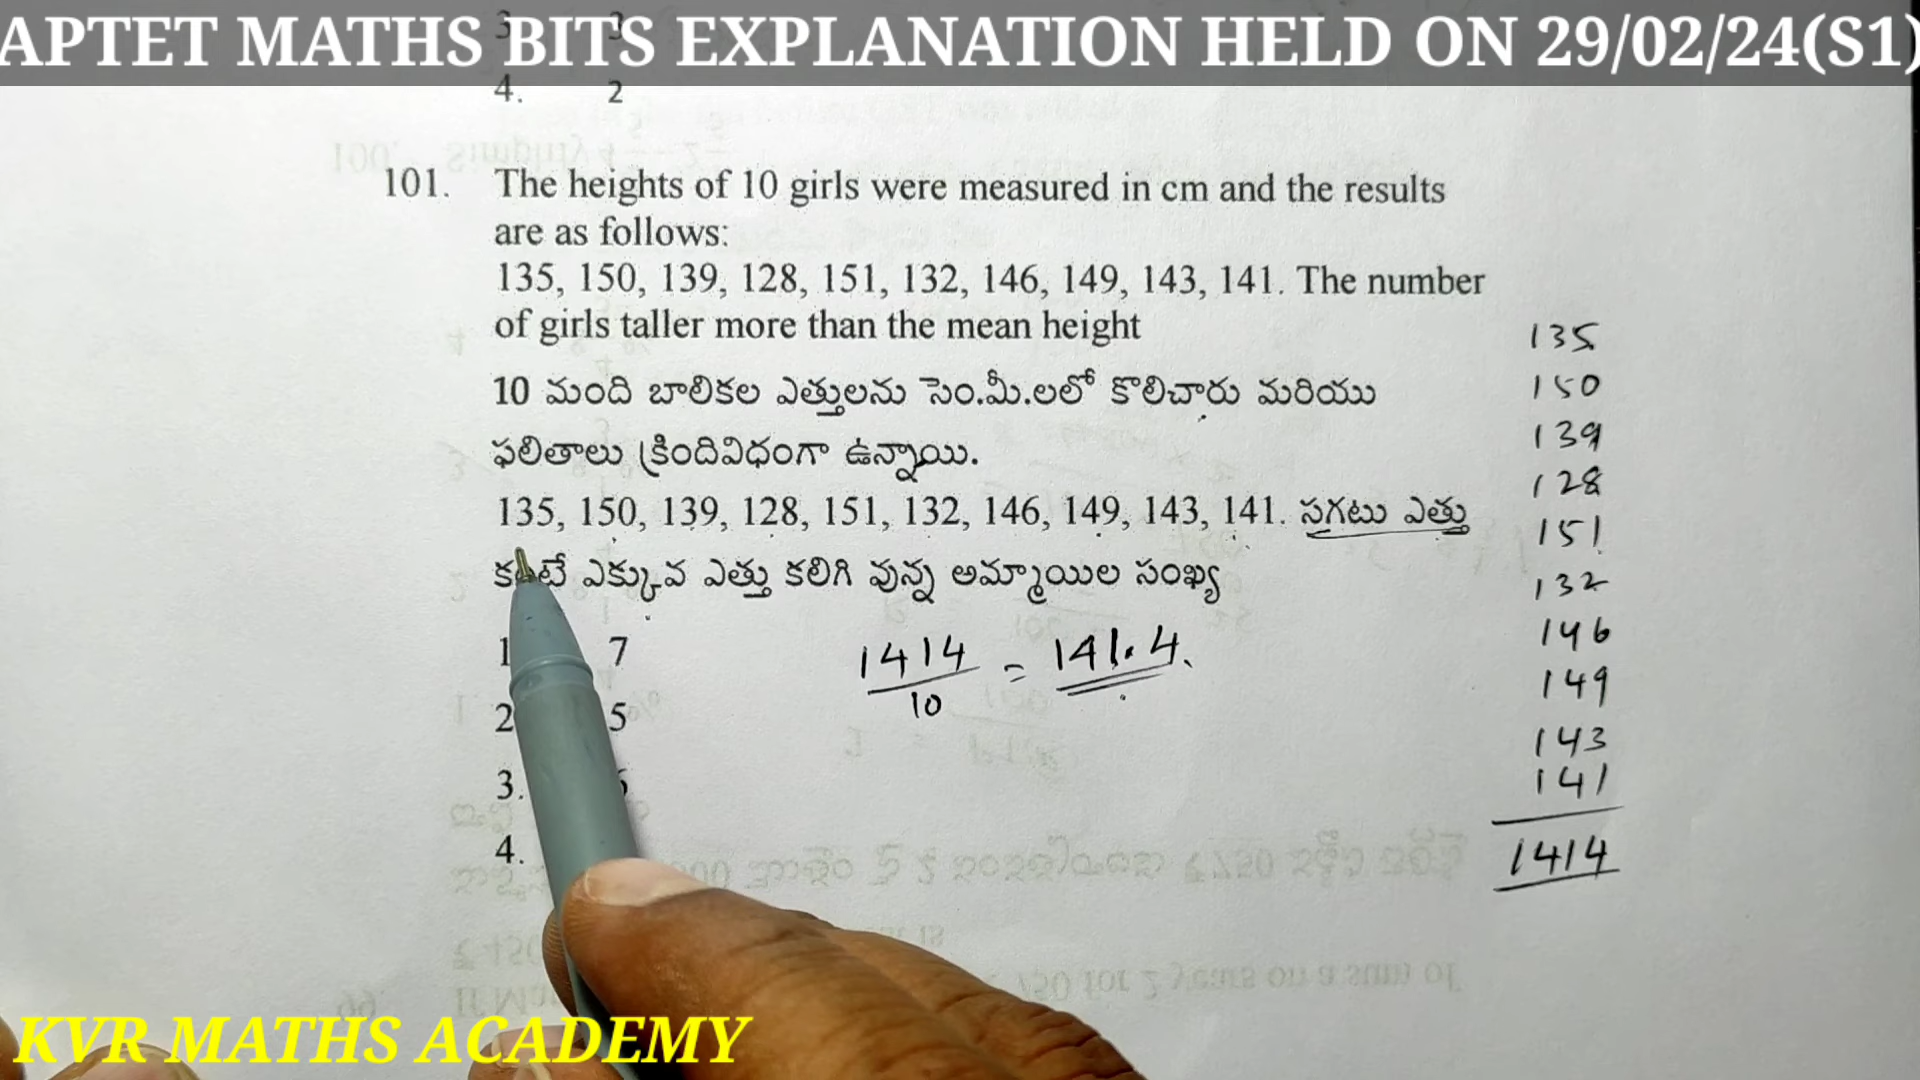 APTET MATHS BITS EXPLANATION HELD ON 29/02/24(S1)
3. 3
4. 2
101. The heights of 10 girls were measured in cm and the results
are as follows:
135, 150, 139, 128, 151, 132, 146, 149, 143, 141. The number
of girls taller more than the mean height
10 మంది బాలికల ఎత్తులను సెం.మీ.లలో కొలిచారు మరియు
ఫలితాలు క్రిందివిధంగా ఉన్నాయి.
135, 150, 139, 128, 151, 132, 146, 149, 143, 141. సగటు ఎత్తు
కంటే ఎక్కువ ఎత్తు కలిగి వున్న అమ్మాయిల సంఖ్య
1 7
2 5
3.
4.
1414
10
= 141.4
135
150
139
128
151
132
146
149
143
141
1414
KVR MATHS ACADEMY